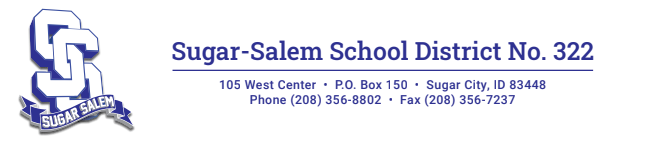 SS
SUGAR SALEM
Sugar-Salem School District No. 322
105 West Center • P.O. Box 150 • Sugar City, ID 83448
Phone (208) 356-8802 • Fax (208) 356-7237